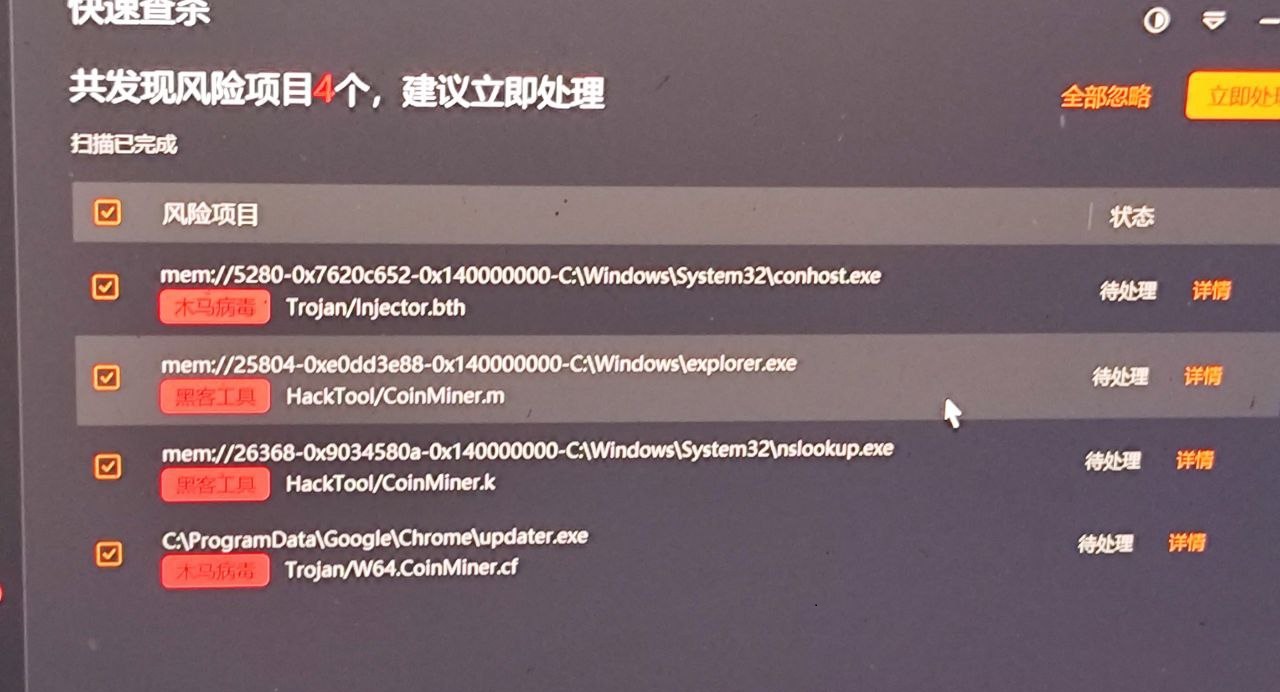 快速查杀
共发现风险项目4个，建议立即处理
全部忽略
立即处理
扫描已完成
风险项目
状态
mem://5280-0x7620c652-0x140000000-C:\Windows\System32\conhost.exe
木马病毒 Trojan/Injector.bth
待处理 详情
mem://25804-0xe0dd3e88-0x140000000-C:\Windows\explorer.exe
黑客工具 HackTool/CoinMiner.m
待处理 详情
mem://26368-0x9034580a-0x140000000-C:\Windows\System32\nslookup.exe
黑客工具 HackTool/CoinMiner.k
待处理 详情
C:\ProgramData\Google\Chrome\updater.exe
木马病毒 Trojan/W64.CoinMiner.cf
待处理 详情